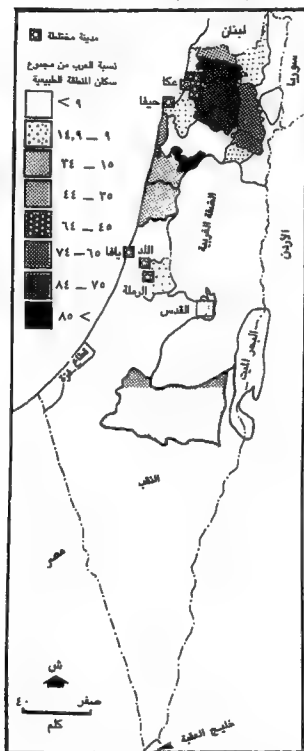 مدينة مختلطة
نسبة العرب من مجموع
سكان المنطقة الطبيعية
٩ >
٩ — ١٤,٩
١٥ — ٣٤
٣٥ — ٤٤
٤٥ — ٦٤
٦٥ — ٧٤
٧٥ — ٨٤
٨٥ <
لبنان
سوريا
عكا
حيفا
الأردن
الضفة الغربية
يافا
اللد
الرملة
القدس
البحر الميت
قطاع غزة
النقب
مصر
ش
صفر
٤٠
كلم
خليج العقبة